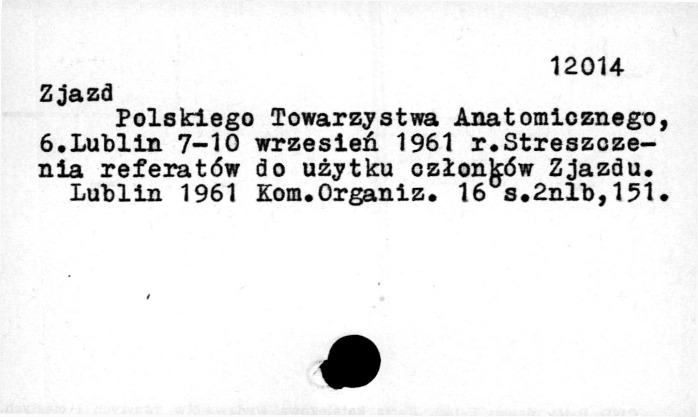 12014
Zjazd
Polskiego Towarzystwa Anatomicznego,
6.Lublin 7-10 wrzesień 1961 r.Streszcze-
nia referatów do użytku członków Zjazdu.
Lublin 1961 Kom.Organiz. 16° s.2nlb,151.